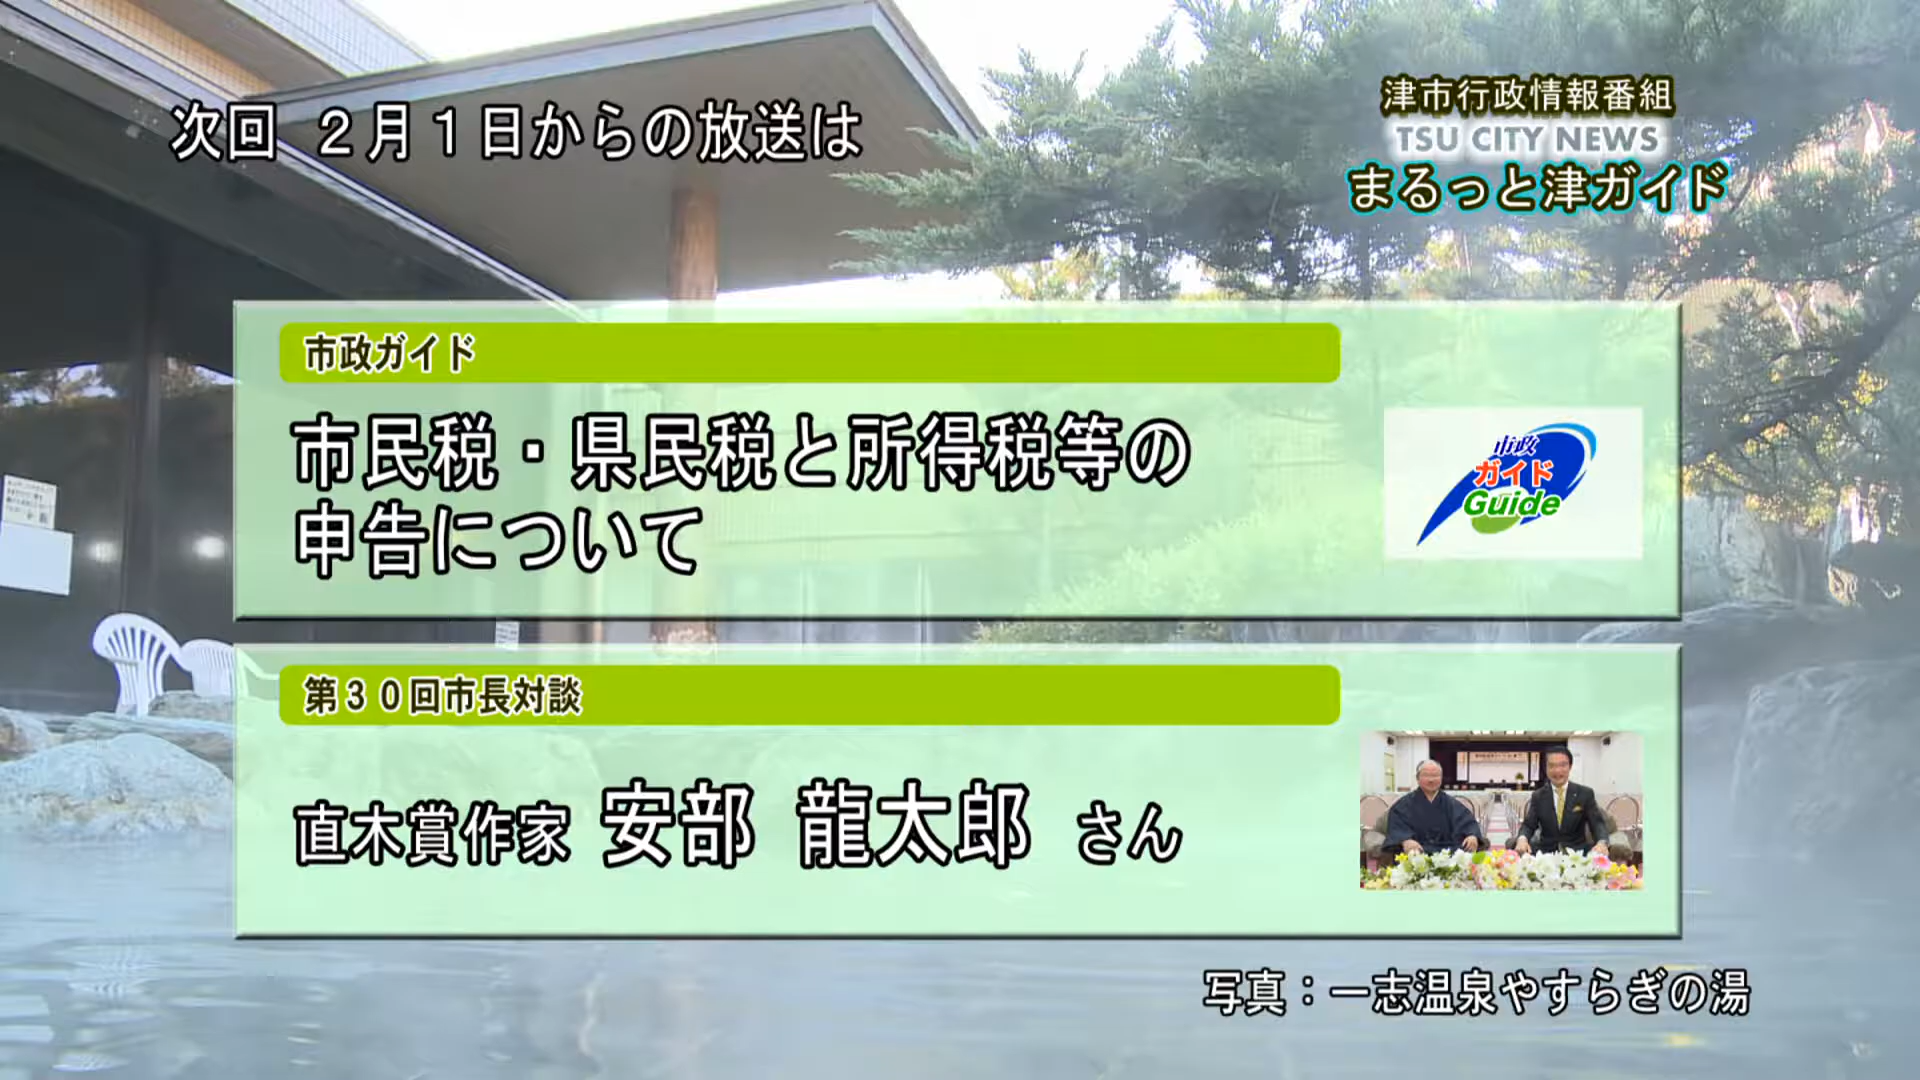 次回 ２月１日からの放送は
津市行政情報番組
TSU CITY NEWS
まるっと津ガイド
市政ガイド
市民税・県民税と所得税等の
申告について
市政
ガイド
Guide
第３０回市長対談
直木賞作家 安部 龍太郎 さん
写真：一志温泉やすらぎの湯